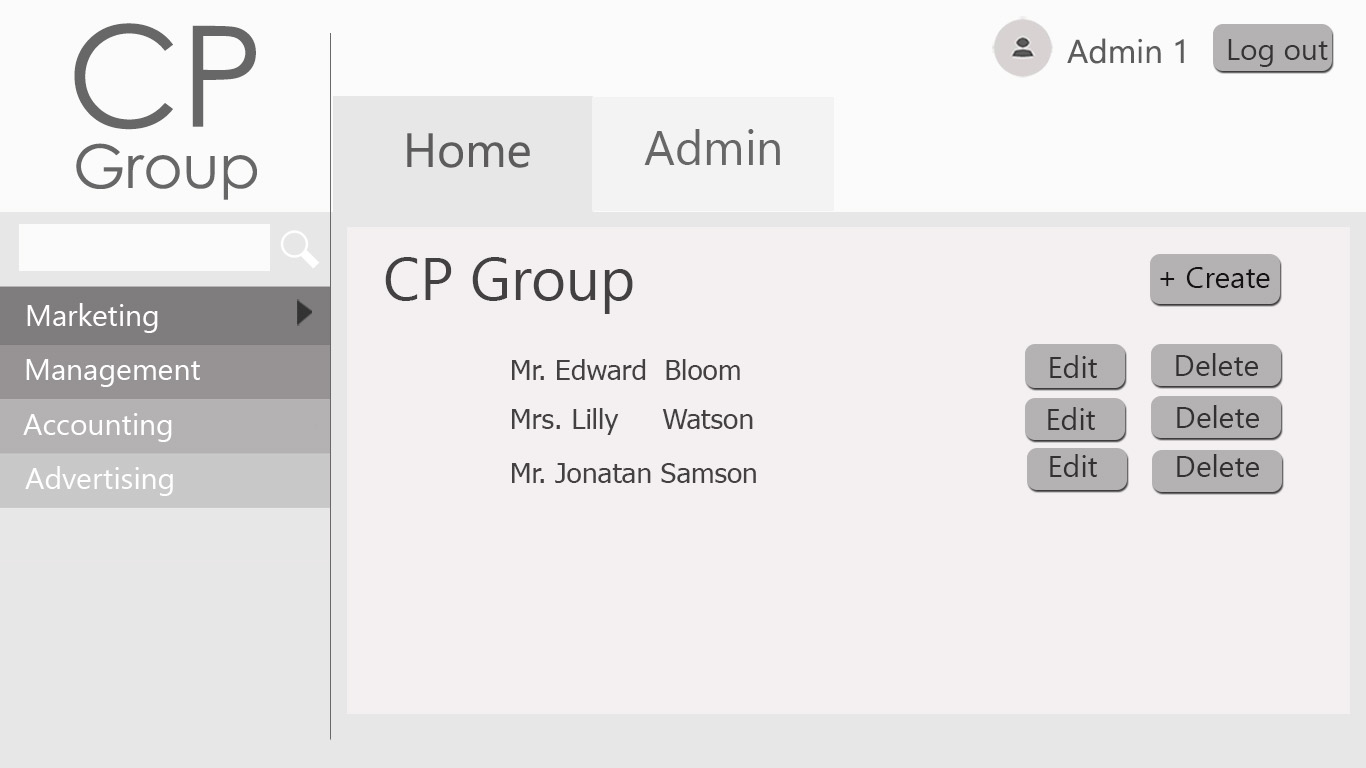 CP
Group
Admin 1
Log out
Home
Admin
Marketing
Management
Accounting
Advertising
CP Group
+ Create
Mr. Edward Bloom
Edit
Delete
Mrs. Lilly Watson
Edit
Delete
Mr. Jonatan Samson
Edit
Delete